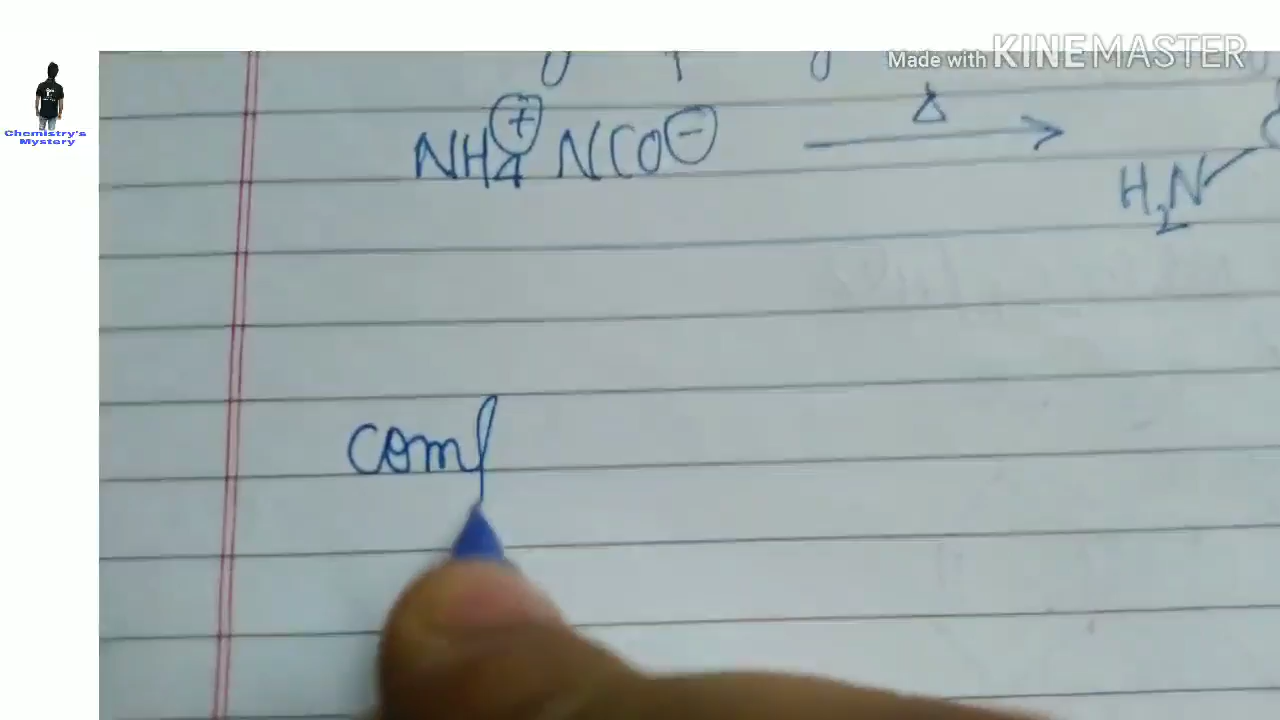 Made with KINEMASTER
NH4+ NCO- Δ →
H2N
Chemistry's
Mystery
com